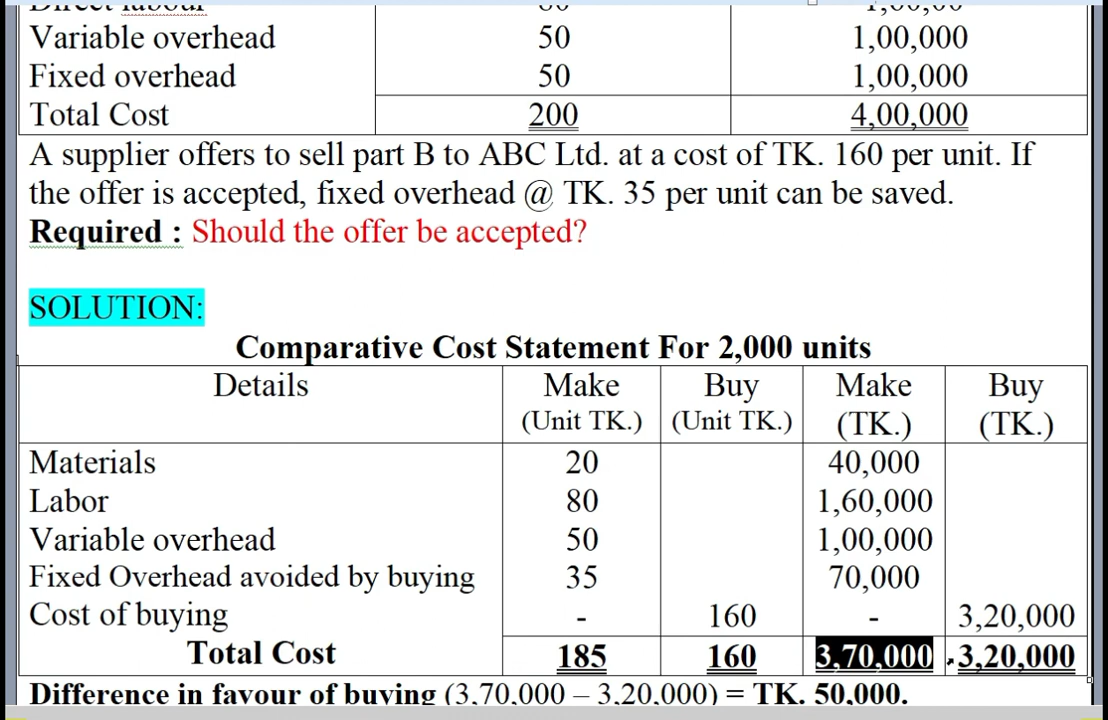 Variable overhead 50 1,00,000
Fixed overhead 50 1,00,000
Total Cost 200 4,00,000
A supplier offers to sell part B to ABC Ltd. at a cost of TK. 160 per unit. If
the offer is accepted, fixed overhead @ TK. 35 per unit can be saved.
Required : Should the offer be accepted?
SOLUTION:
Comparative Cost Statement For 2,000 units
Details Make Buy Make Buy
(Unit TK.) (Unit TK.) (TK.) (TK.)
Materials 20 40,000
Labor 80 1,60,000
Variable overhead 50 1,00,000
Fixed Overhead avoided by buying 35 70,000
Cost of buying - 160 - 3,20,000
Total Cost 185 160 3,70,000 3,20,000
Difference in favour of buying (3,70,000 – 3,20,000) = TK. 50,000.